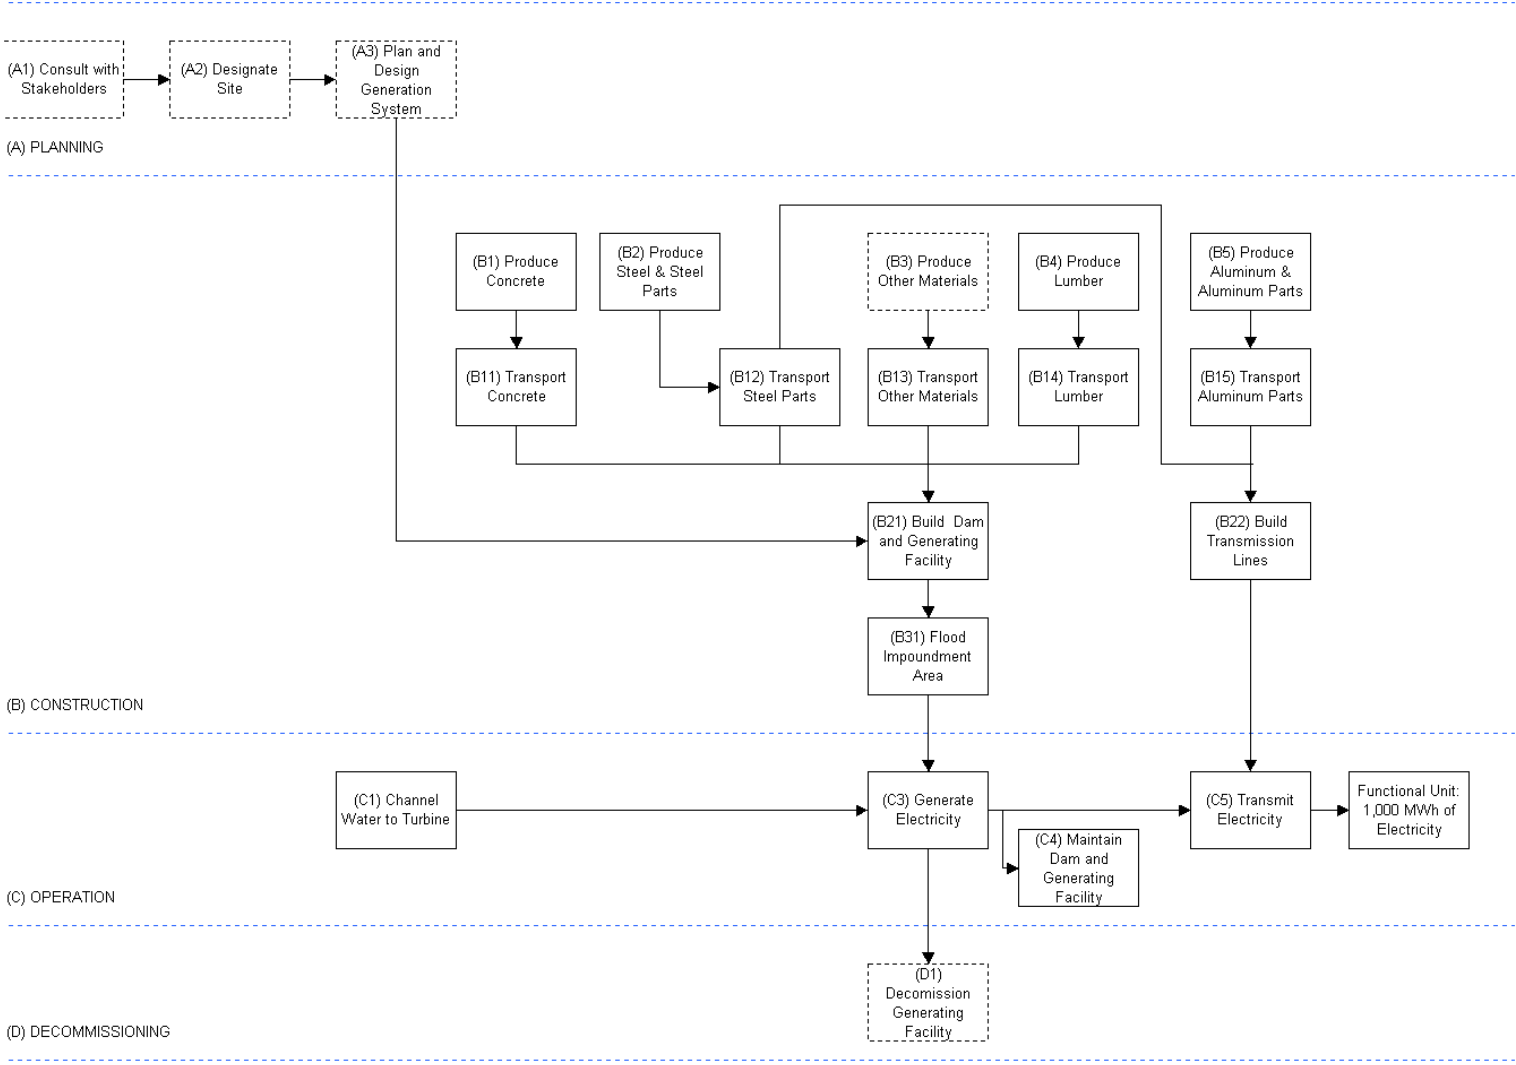 (A1) Consult with
Stakeholders
(A2) Designate
Site
(A3) Plan and
Design
Generation
System
(A) PLANNING
(B1) Produce
Concrete
(B2) Produce
Steel & Steel
Parts
(B3) Produce
Other Materials
(B4) Produce
Lumber
(B5) Produce
Aluminum &
Aluminum Parts
(B11) Transport
Concrete
(B12) Transport
Steel Parts
(B13) Transport
Other Materials
(B14) Transport
Lumber
(B15) Transport
Aluminum Parts
(B21) Build Dam
and Generating
Facility
(B22) Build
Transmission
Lines
(B31) Flood
Impoundment
Area
(B) CONSTRUCTION
(C1) Channel
Water to Turbine
(C3) Generate
Electricity
(C5) Transmit
Electricity
Functional Unit:
1,000 MWh of
Electricity
(C4) Maintain
Dam and
Generating
Facility
(C) OPERATION
(D1)
Decomission
Generating
Facility
(D) DECOMMISSIONING